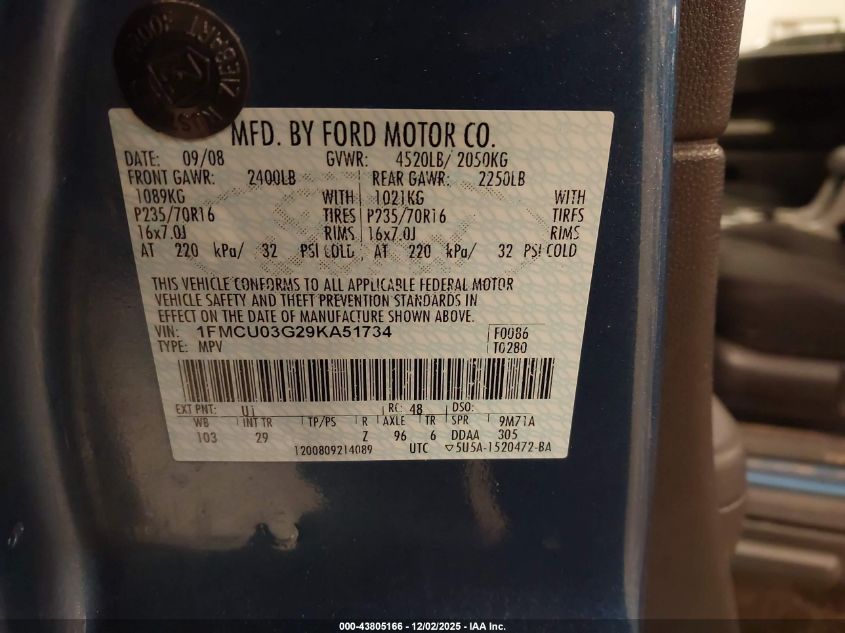 MFD. BY FORD MOTOR CO.
DATE: 09/08 GVWR: 4520LB/ 2050KG
FRONT GAWR: 2400LB REAR GAWR: 2250LB
1089KG WITH 1021KG WITH
P235/70R16 TIRES P235/70R16 TIRES
16x7.0J RIMS 16x7.0J RIMS
AT 220 kPa/ 32 PSI COLD AT 220 kPa/ 32 PSI COLD
THIS VEHICLE CONFORMS TO ALL APPLICABLE FEDERAL MOTOR
VEHICLE SAFETY AND THEFT PREVENTION STANDARDS IN
EFFECT ON THE DATE OF MANUFACTURE SHOWN ABOVE.
VIN: 1FMCU03G29KA51734 F0086
TYPE: MPV T0280
EXT PNT: UJ RC: 48 DSO:
WB INT TR TP/PS R AXLE TR SPR 9M71A
103 29 Z 96 6 DDAA 305
1200809214089 UTC ▽5U5A-1520472-BA
000-43805166 - 12/02/2025 - IAA Inc.